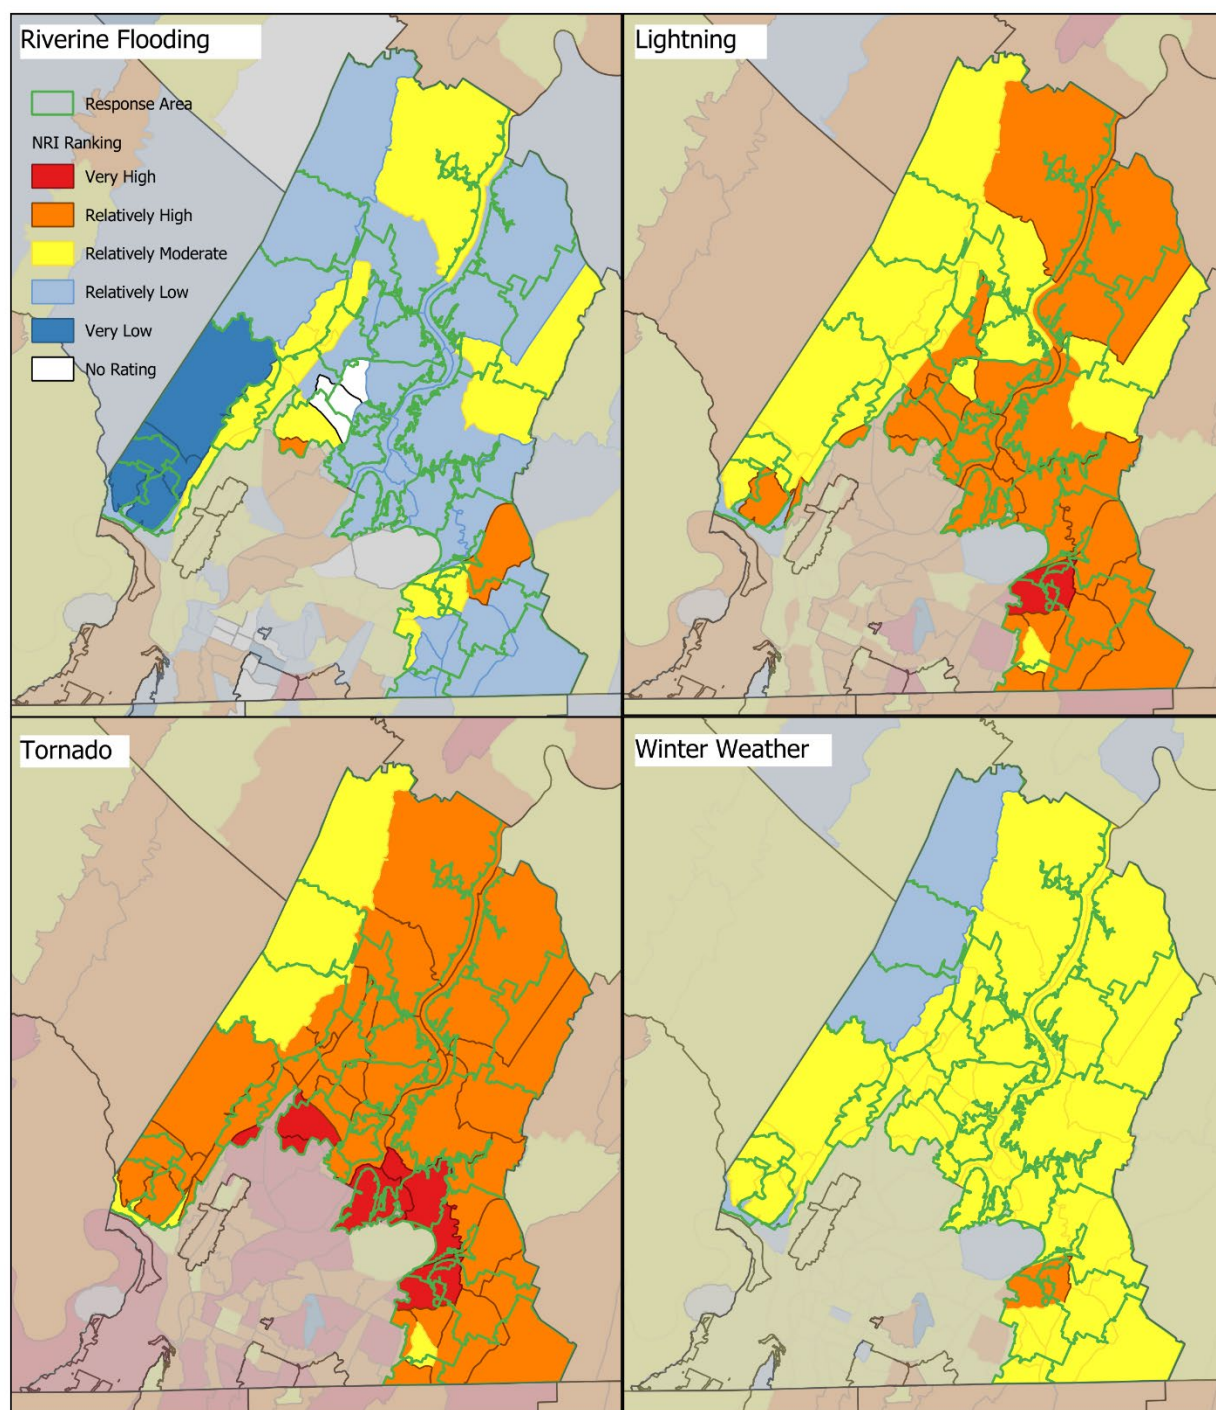 Riverine Flooding
Response Area
NRI Ranking
Very High
Relatively High
Relatively Moderate
Relatively Low
Very Low
No Rating
Lightning
Tornado
Winter Weather